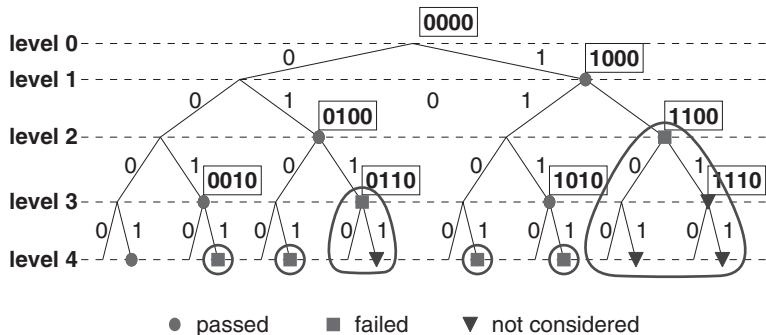 0000
level 0
0 1 1000
level 1
0 1 0 1
0100 1100
level 2
0 1 0 1 0 1 0 1
0010 0110 1010 1110
level 3
0 1 0 1 0 1 0 1 0 1 0 1 0 1 0 1
level 4
passed failed not considered